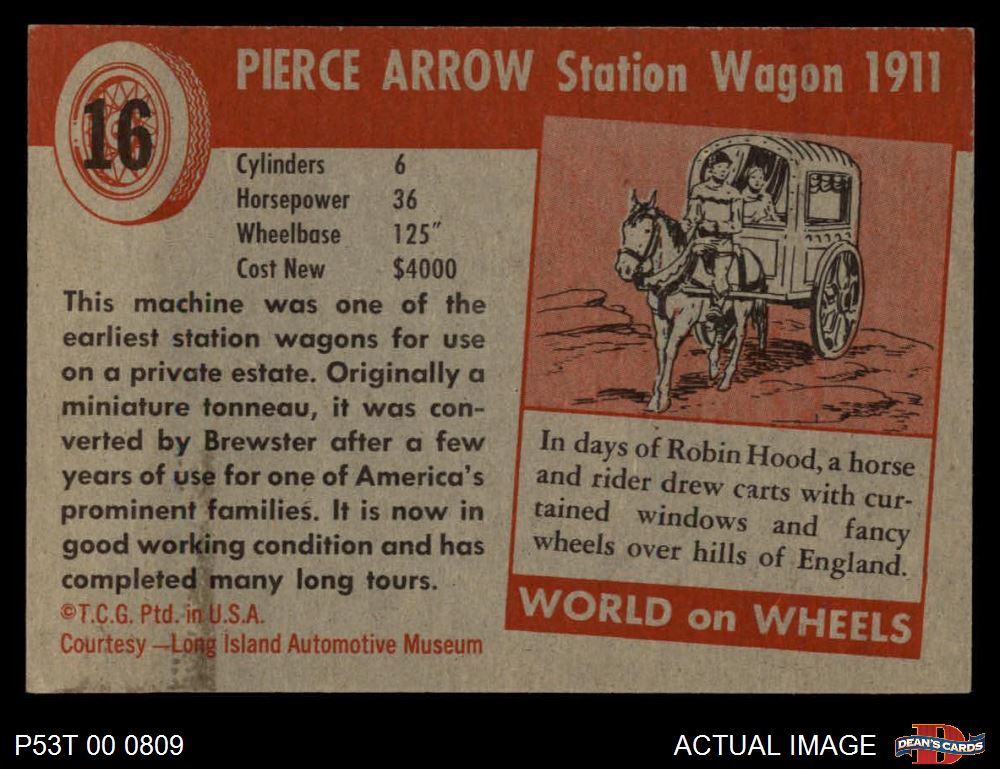 16
PIERCE ARROW Station Wagon 1911
Cylinders 6
Horsepower 36
Wheelbase 125"
Cost New $4000
This machine was one of the
earliest station wagons for use
on a private estate. Originally a
miniature tonneau, it was con-
verted by Brewster after a few
years of use for one of America's
prominent families. It is now in
good working condition and has
completed many long tours.
©T.C.G. Ptd. in U.S.A.
Courtesy—Long Island Automotive Museum
In days of Robin Hood, a horse
and rider drew carts with cur-
tained windows and fancy
wheels over hills of England.
WORLD on WHEELS
P53T 00 0809
ACTUAL IMAGE
DEAN'S CARDS